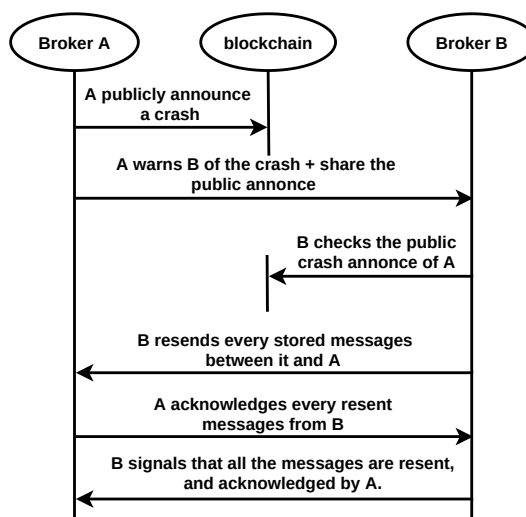 Broker A
blockchain
Broker B
A publicly announce
a crash
A warns B of the crash + share the
public annonce
B checks the public
crash annonce of A
B resends every stored messages
between it and A
A acknowledges every resent
messages from B
B signals that all the messages are resent,
and acknowledged by A.